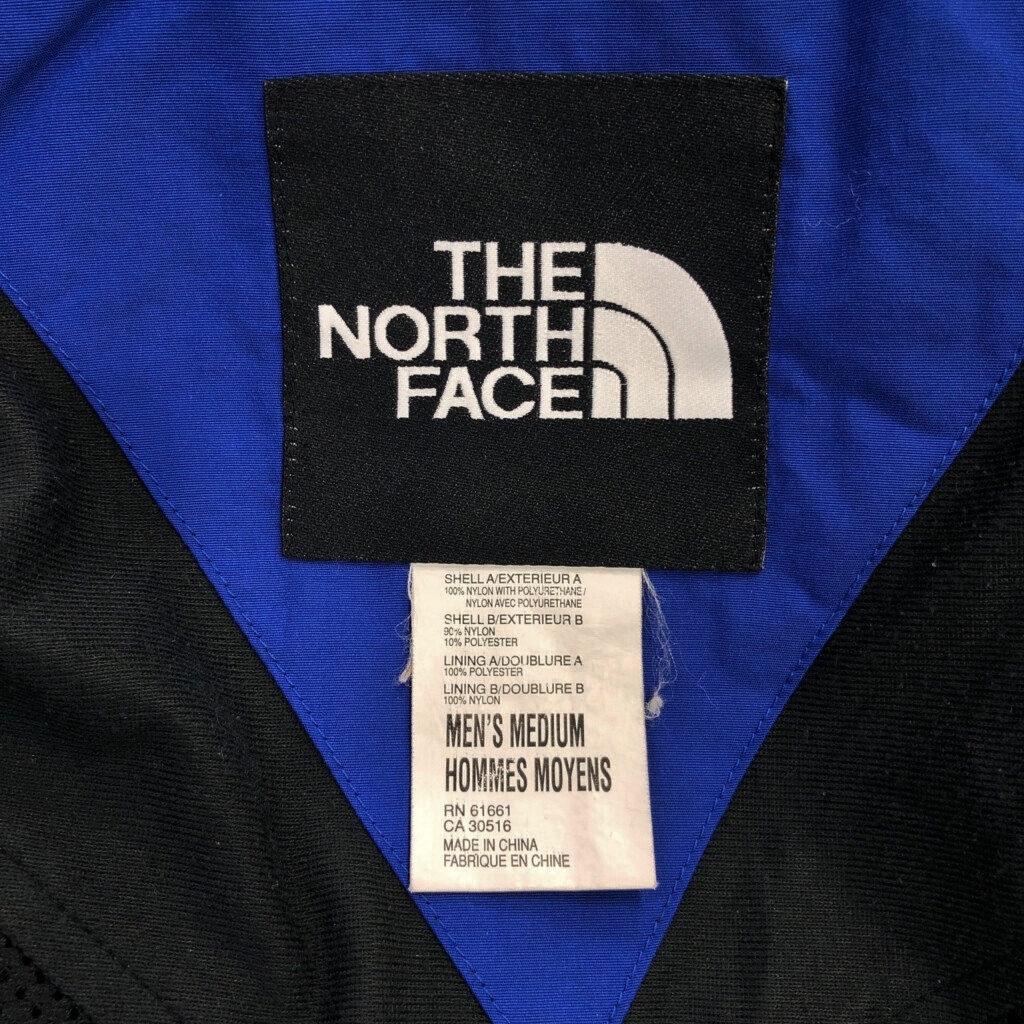 THE
NORTH
FACE
SHELL A/EXTERIEUR A
100% NYLON WITH POLYURETHANE/
NYLON AVEC POLYURETHANE
SHELL B/EXTERIEUR B
90% NYLON
10% POLYESTER
LINING A/DOUBLURE A
100% POLYESTER
LINING B/DOUBLURE B
100% NYLON
MEN'S MEDIUM
HOMMES MOYENS
RN 61661
CA 30516
MADE IN CHINA
FABRIQUE EN CHINE